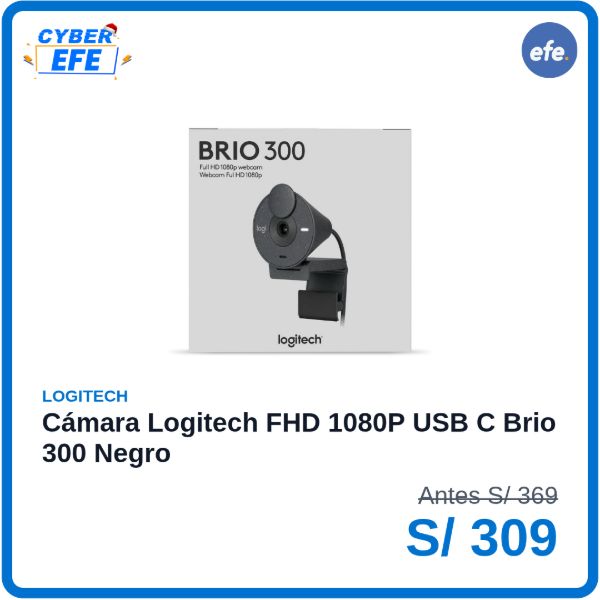 CYBER
EFE
efe.
BRIO 300
Full HD 1080p webcam
Webcam Full HD 1080p
logi
logitech
LOGITECH
Cámara Logitech FHD 1080P USB C Brio
300 Negro
Antes S/ 369
S/ 309